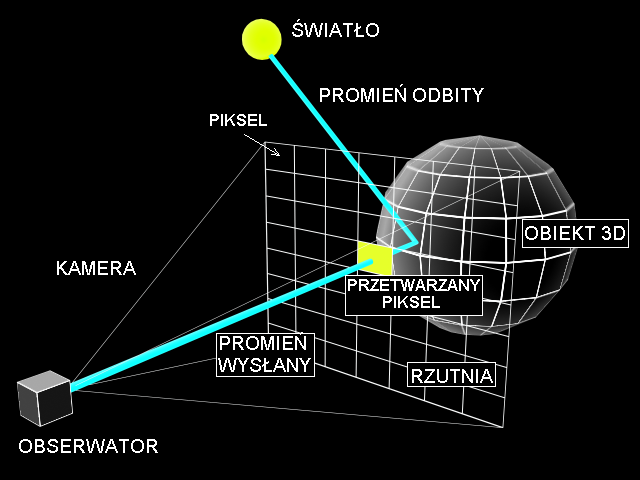 ŚWIATŁO
PROMIEŃ ODBITY
PIKSEL
OBIEKT 3D
KAMERA
PRZETWARZANY
PIKSEL
PROMIEŃ
WYSŁANY
RZUTNIA
OBSERWATOR